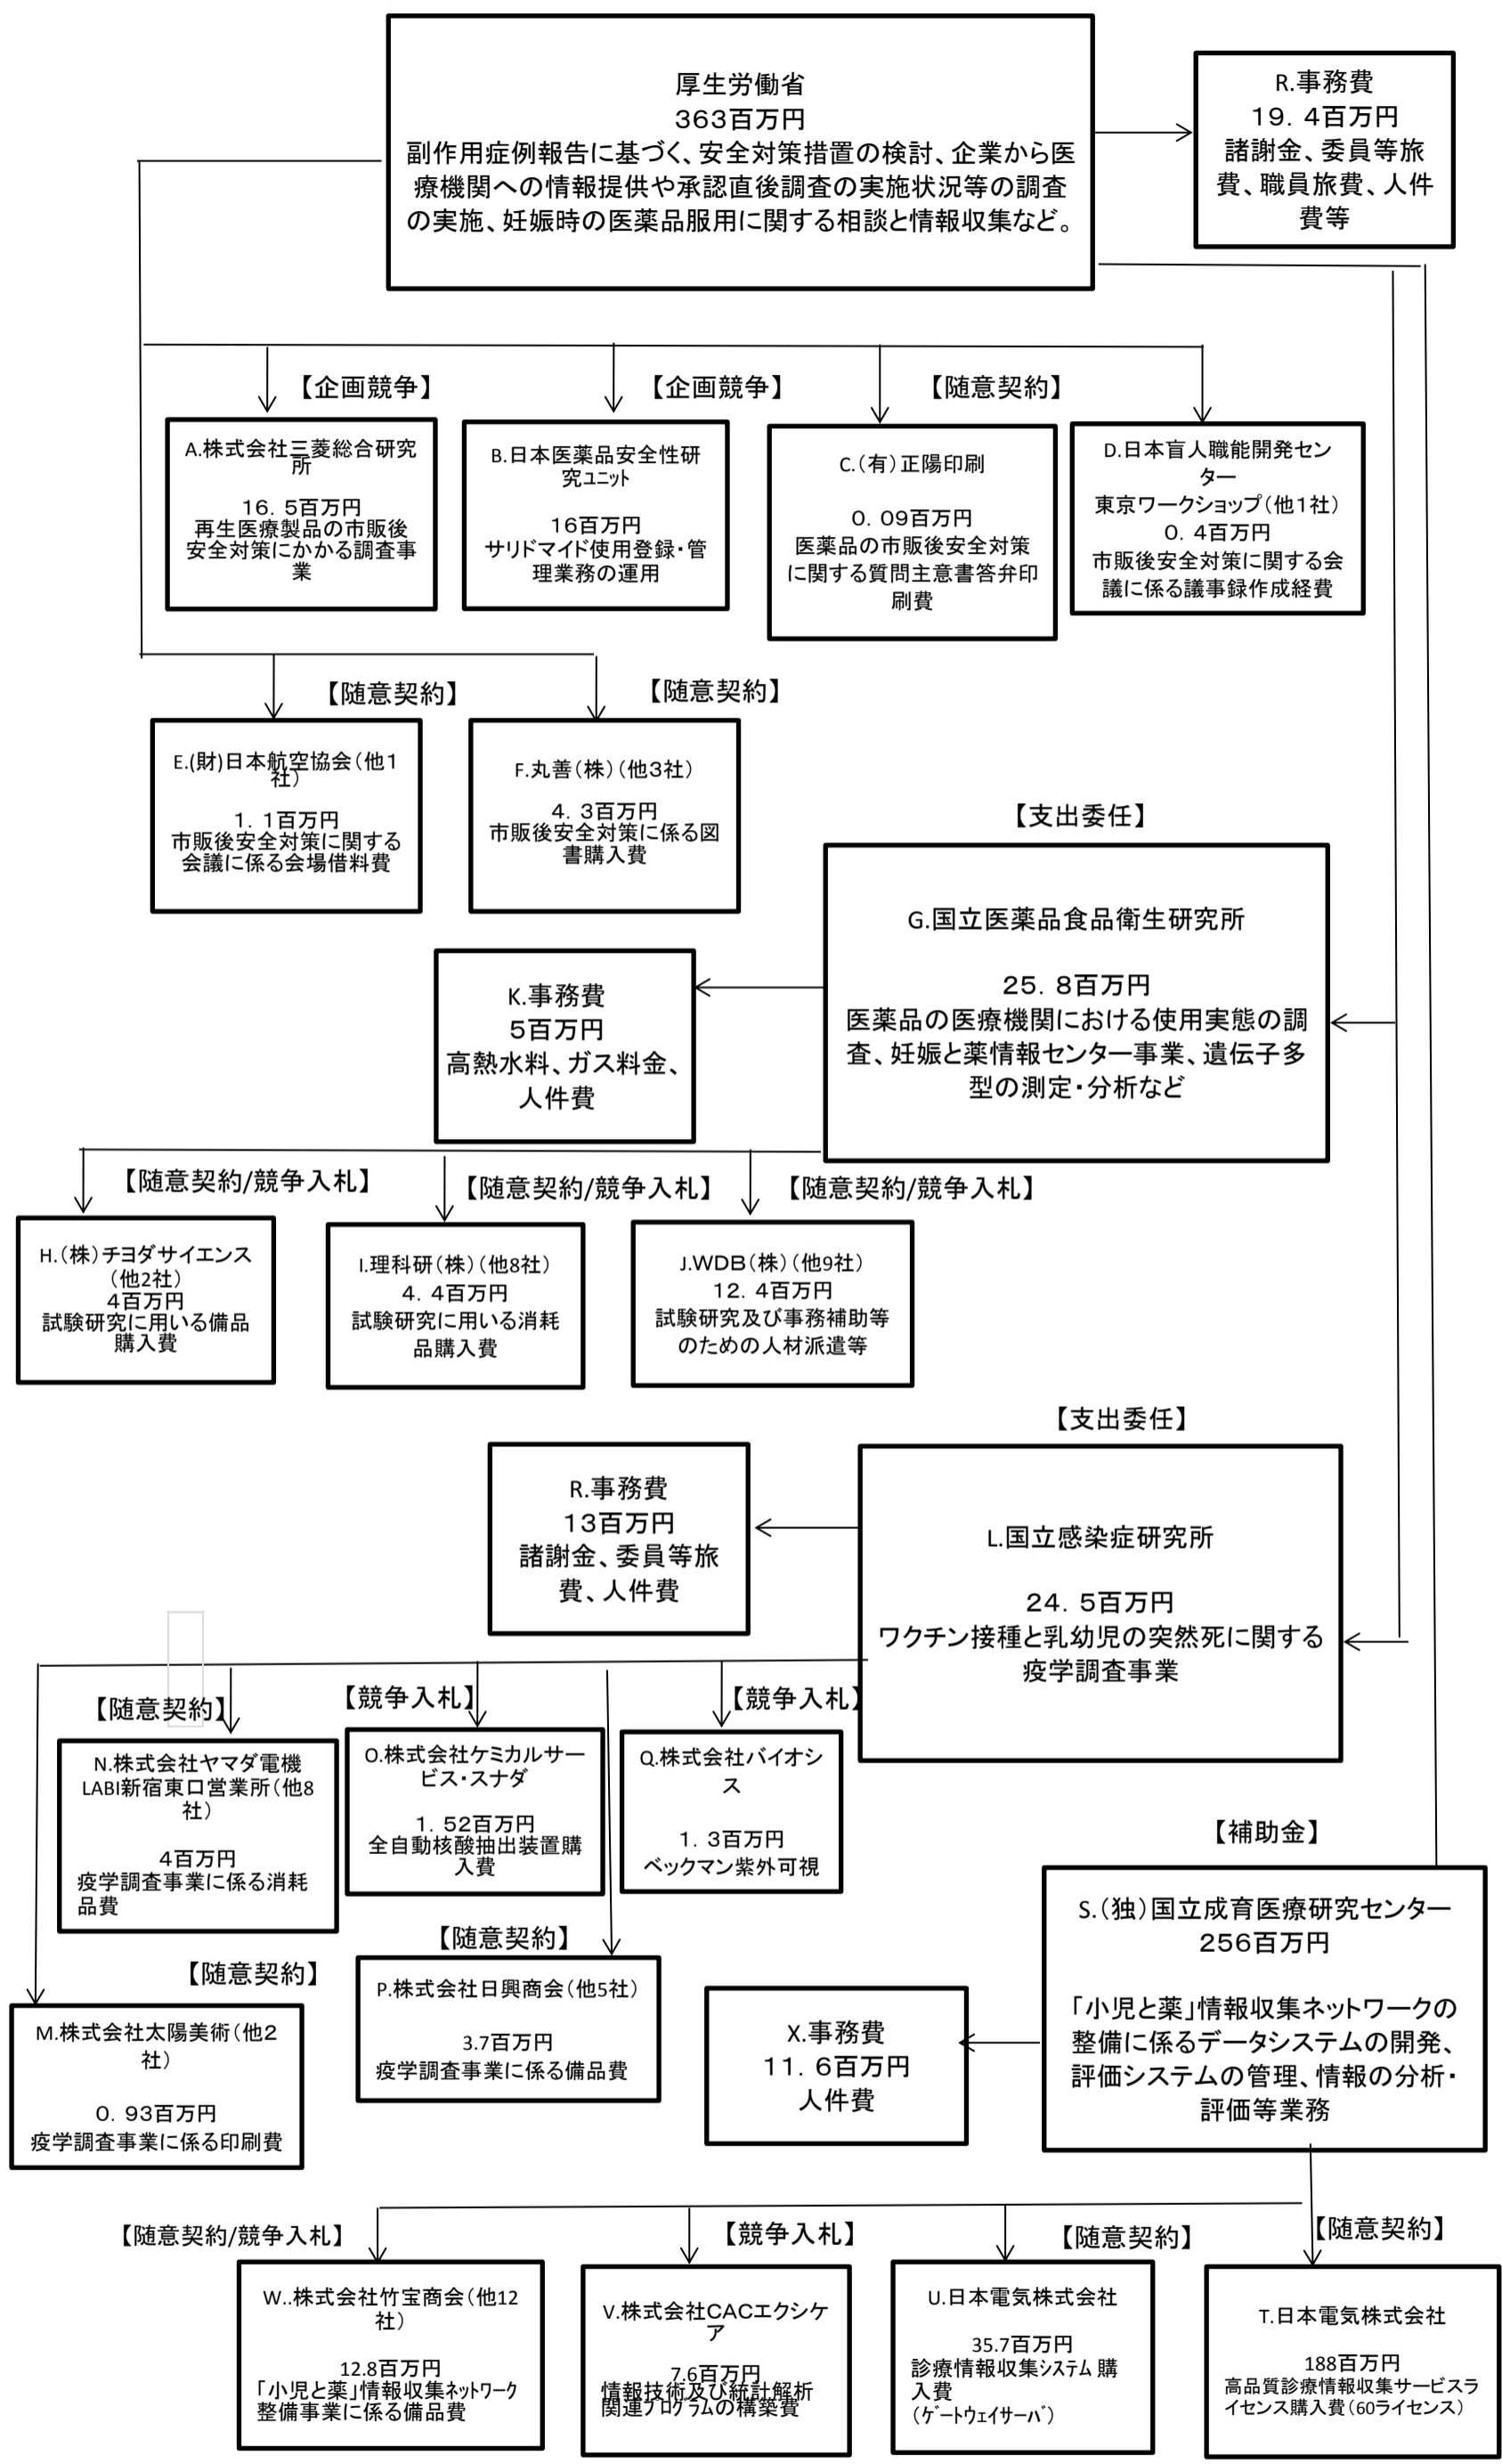 厚生労働省
363百万円
副作用症例報告に基づく、安全対策措置の検討、企業から医
療機関への情報提供や承認直後調査の実施状況等の調査
の実施、妊娠時の医薬品服用に関する相談と情報収集など。
R.事務費
19．4百万円
諸謝金、委員等旅
費、職員旅費、人件
費等
【企画競争】
【企画競争】
【随意契約】
A.株式会社三菱総合研究
所
16．5百万円
再生医療製品の市販後
安全対策にかかる調査事
業
B.日本医薬品安全性研
究ﾕﾆｯﾄ
16百万円
サリドマイド使用登録・管
理業務の運用
C.（有）正陽印刷
0．09百万円
医薬品の市販後安全対策
に関する質問主意書答弁印
刷費
D.日本盲人職能開発セン
ター
東京ワークショップ（他１社）
0．4百万円
市販後安全対策に関する会
議に係る議事録作成経費
【随意契約】
【随意契約】
E.(財)日本航空協会（他１
社）
1．1百万円
市販後安全対策に関する
会議に係る会場借料費
F.丸善（株）（他３社）
4．3百万円
市販後安全対策に係る図
書購入費
【支出委任】
G.国立医薬品食品衛生研究所
25．8百万円
医薬品の医療機関における使用実態の調
査、妊娠と薬情報センター事業、遺伝子多
型の測定・分析など
K.事務費
5百万円
高熱水料、ガス料金、
人件費
【随意契約/競争入札】
【随意契約/競争入札】
【随意契約/競争入札】
H.（株）チヨダサイエンス
（他2社）
4百万円
試験研究に用いる備品
購入費
I.理科研（株）（他8社）
4．4百万円
試験研究に用いる消耗
品購入費
J.WDB（株）（他9社）
12．4百万円
試験研究及び事務補助等
のための人材派遣等
【支出委任】
R.事務費
13百万円
諸謝金、委員等旅
費、人件費
L.国立感染症研究所
24．5百万円
ワクチン接種と乳幼児の突然死に関する
疫学調査事業
【随意契約】
【競争入札】
【競争入札】
N.株式会社ヤマダ電機
LABI新宿東口営業所（他8
社）
4百万円
疫学調査事業に係る消耗
品費
O.株式会社ケミカルサー
ビス・スナダ
1．52百万円
全自動核酸抽出装置購
入費
Q.株式会社バイオシ
ス
1．3百万円
ベックマン紫外可視
【補助金】
S.（独）国立成育医療研究センター
256百万円
「小児と薬」情報収集ネットワークの
整備に係るデータシステムの開発、
評価システムの管理、情報の分析・
評価等業務
【随意契約】
【随意契約】
M.株式会社太陽美術（他２
社）
0．93百万円
疫学調査事業に係る印刷費
P.株式会社日興商会（他5社）
3.7百万円
疫学調査事業に係る備品費
X.事務費
11．6百万円
人件費
【随意契約/競争入札】
【競争入札】
【随意契約】
【随意契約】
W..株式会社竹宝商会（他12
社）
12.8百万円
「小児と薬」情報収集ﾈｯﾄﾜｰｸ
整備事業に係る備品費
V.株式会社CACエクシケ
ア
7.6百万円
情報技術及び統計解析
関連ﾌﾟﾛｸﾞﾗﾑの構築費
U.日本電気株式会社
35.7百万円
診療情報収集ｼｽﾃﾑ 購
入費
（ｹﾞｰﾄｳｪｲｻｰﾊﾞ）
T.日本電気株式会社
188百万円
高品質診療情報収集サービスラ
イセンス購入費（60ライセンス）